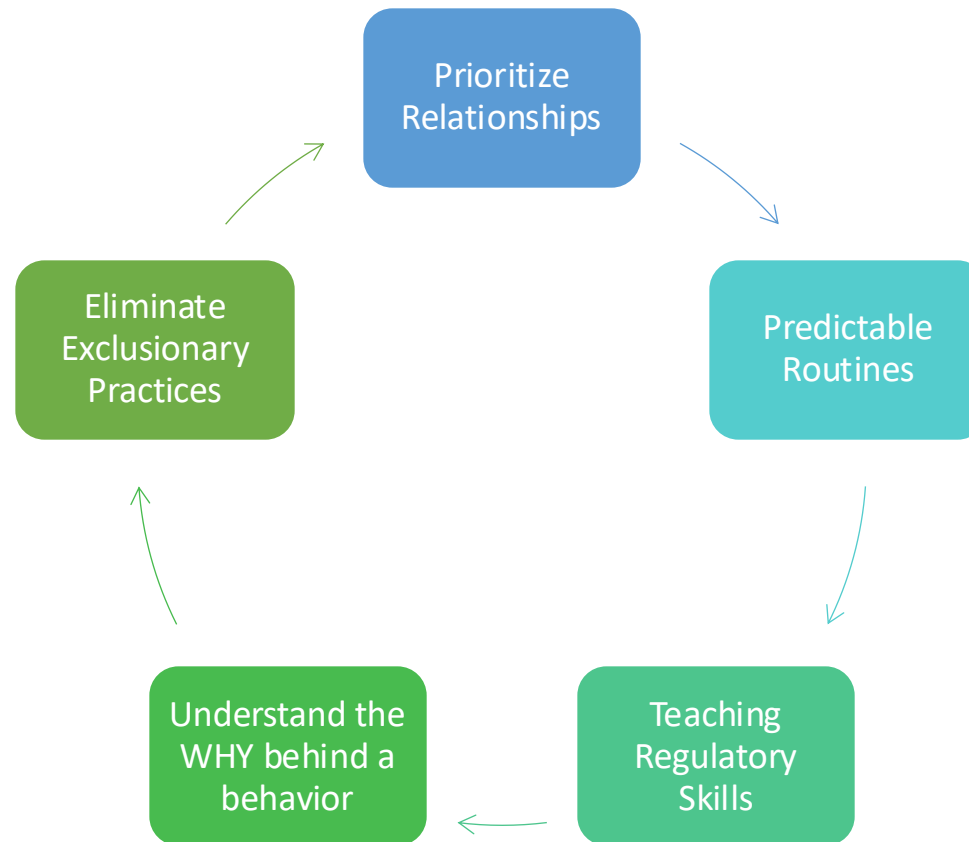 Prioritize
Relationships
Predictable
Routines
Teaching
Regulatory
Skills
Understand the
WHY behind a
behavior
Eliminate
Exclusionary
Practices